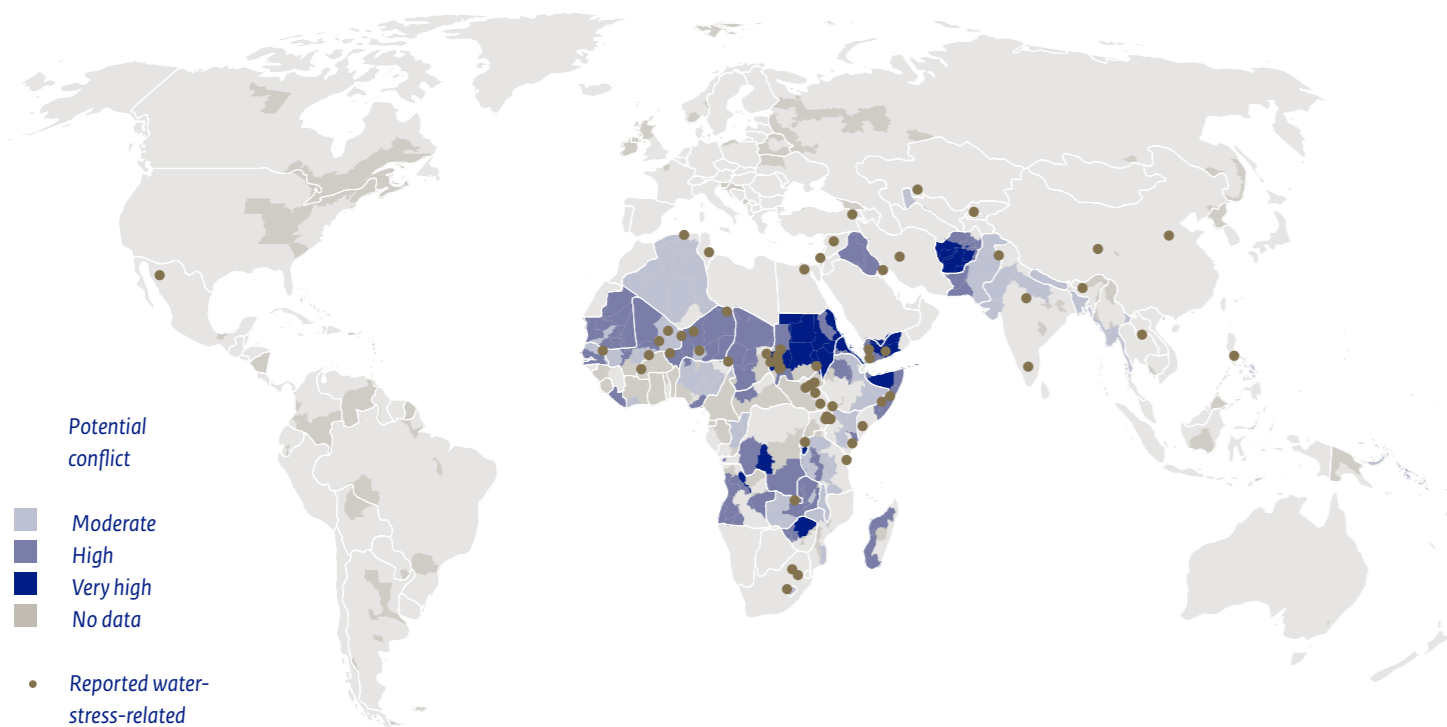 Potential
conflict
Moderate
High
Very high
No data
Reported water-
stress-related